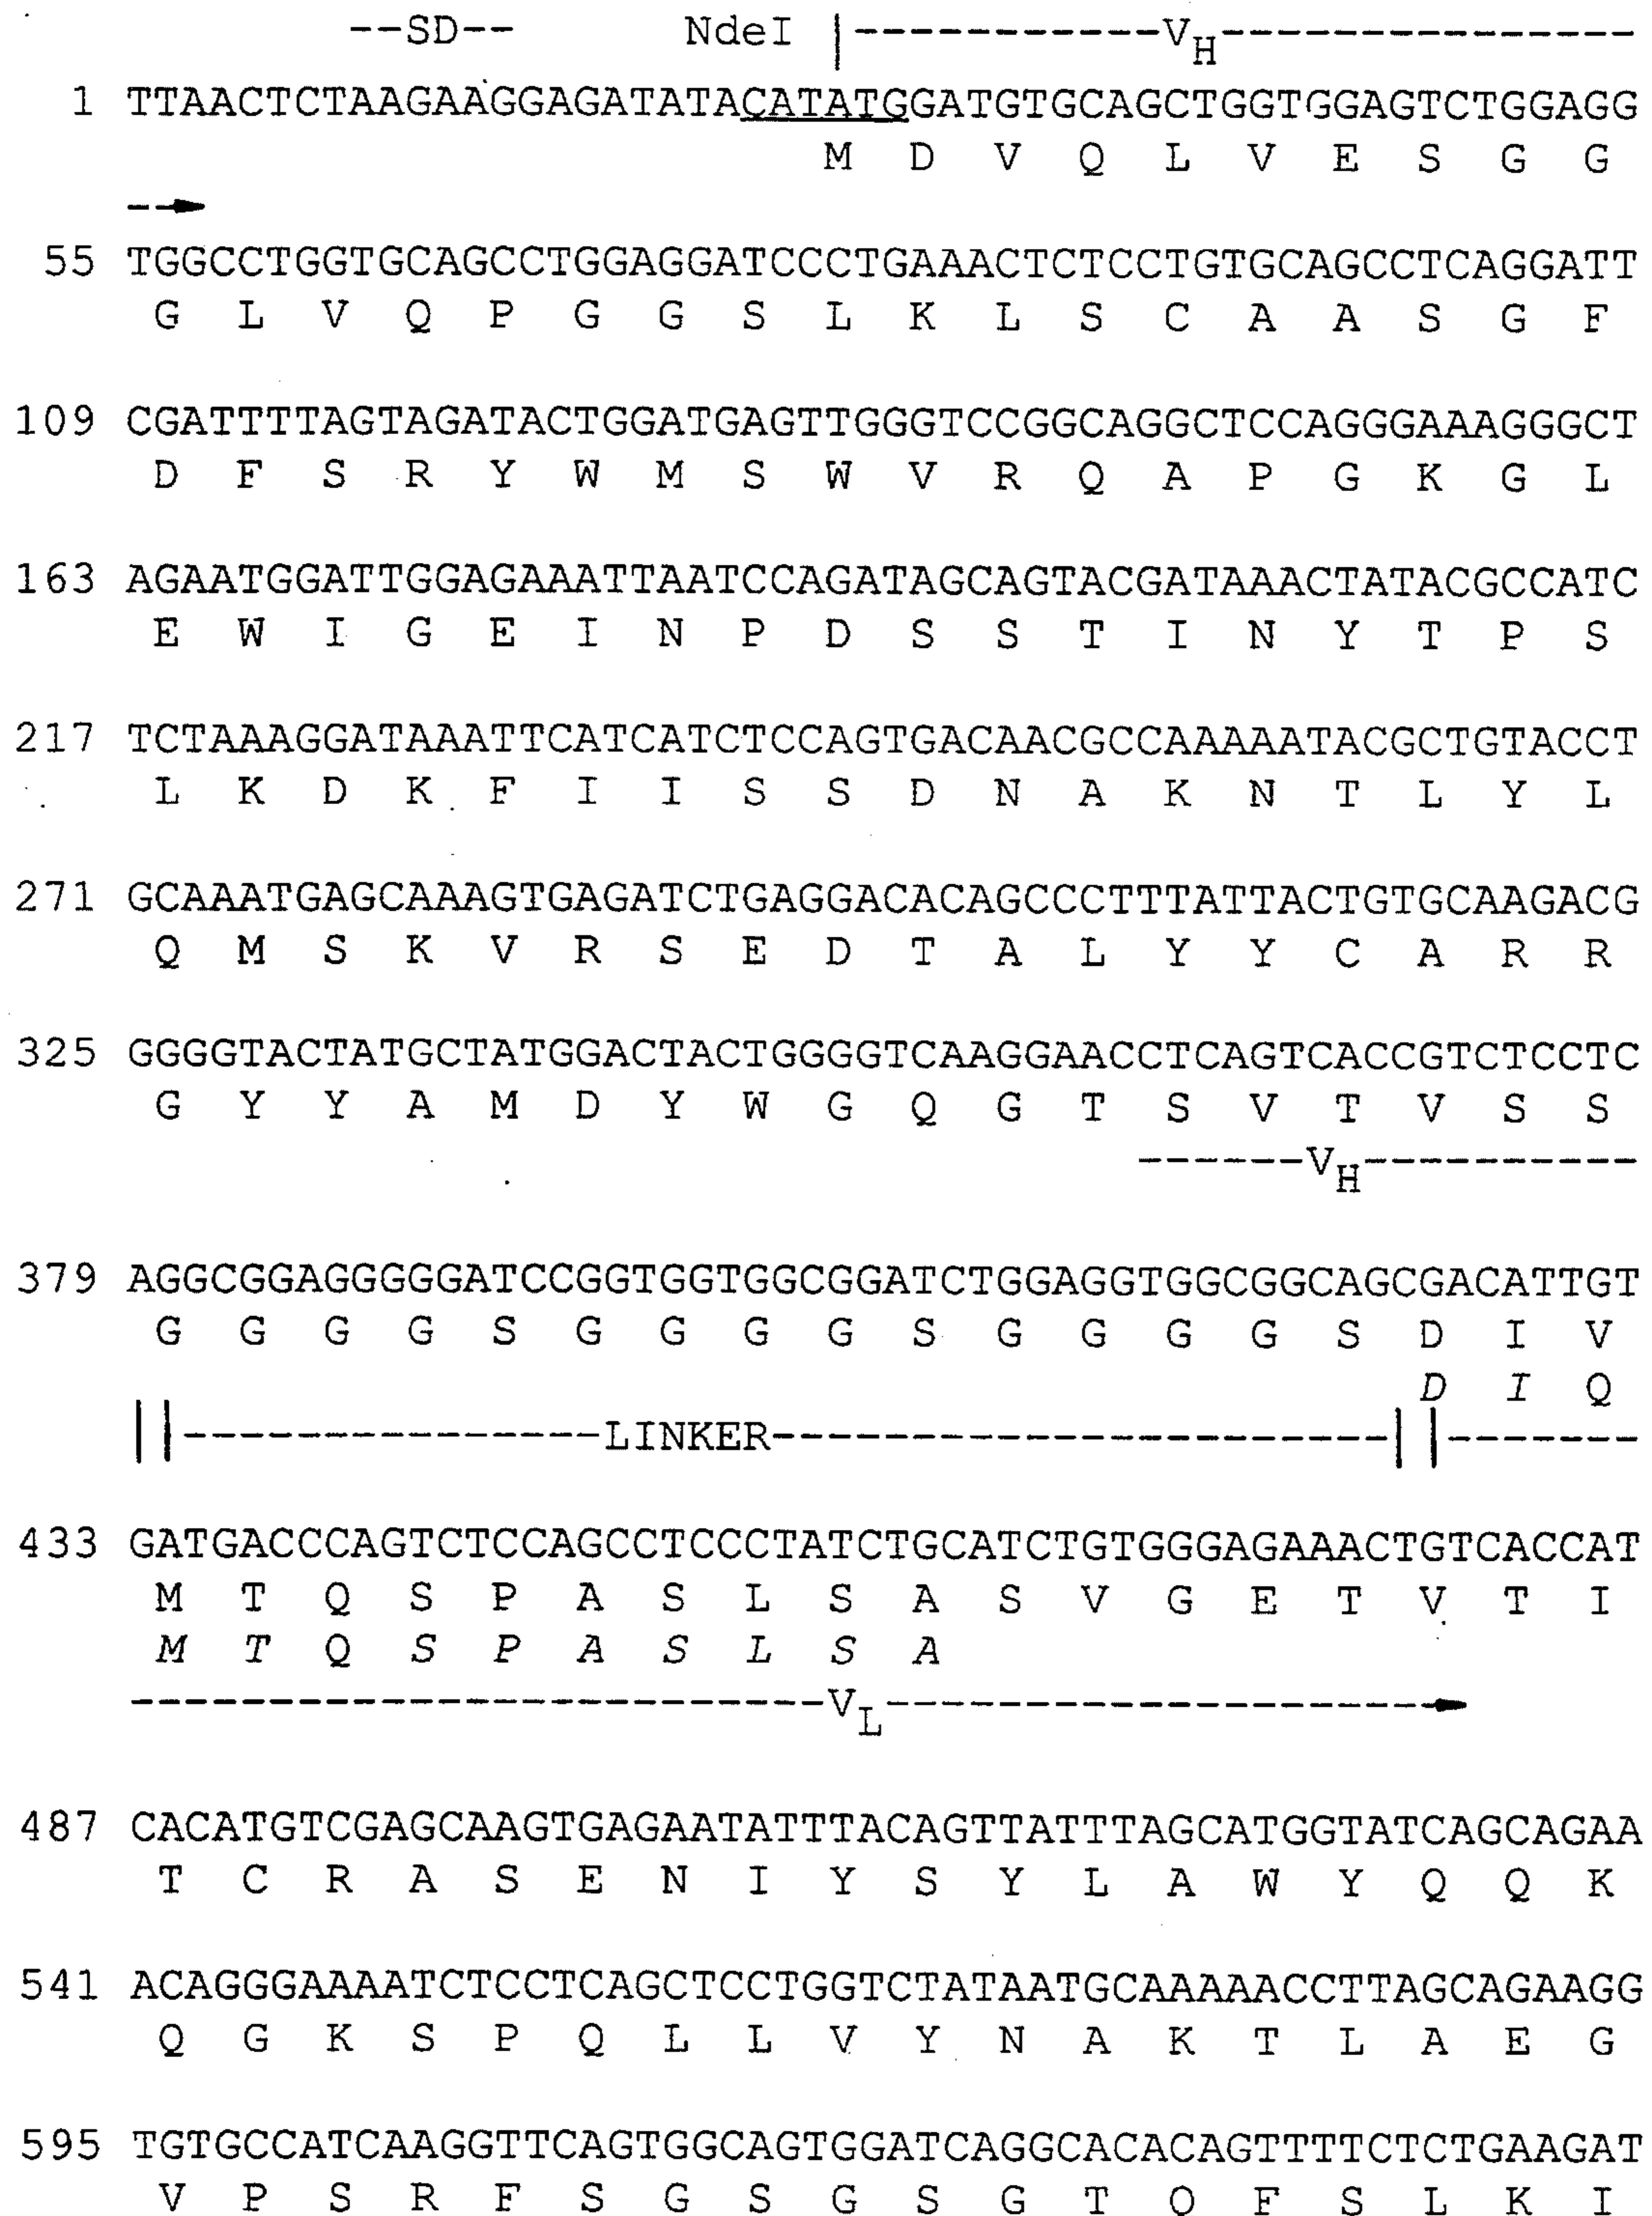 --SD-- NdeI |-------------VH----------------
1 TTAACTCTAAGAAGGAGATATACATATGGATGTGCAGCTGGTGGAGTCTGGAGG
M D V Q L V E S G G
55 TGGCCTGGTGCAGCCTGGAGGATCCCTGAAACTCTCCTGTGCAGCCTCAGGATT
G L V Q P G G S L K L S C A A S G F
109 CGATTTTAGTAGATACTGGATGAGTTGGGTCCGGCAGGCTCCAGGGAAAGGGCT
D F S R Y W M S W V R Q A P G K G L
163 AGAATGGATTGGAGAAATTAATCCAGATAGCAGTACGATAAACTATACGCCATC
E W I G E I N P D S S T I N Y T P S
217 TCTAAAGGATAAATTCATCATCTCCAGTGACAACGCCAAAAATACGCTGTACCT
L K D K F I I S S D N A K N T L Y L
271 GCAAATGAGCAAAGTGAGATCTGAGGACACAGCCCTTTATTACTGTGCAAGACG
Q M S K V R S E D T A L Y Y C A R R
325 GGGGTACTATGCTATGGACTACTGGGGTCAAGGAACCTCAGTCACCGTCTCCTC
G Y Y A M D Y W G Q G T S V T V S S
------VH----------
379 AGGCGGAGGGGGATCCGGTGGTGGCGGATCTGGAGGTGGCGGCAGCGACATTGT
G G G G S G G G G S G G G G S D I V
D I Q
||---------------LINKER----------------------||-------
433 GATGACCCAGTCTCCAGCCTCCCTATCTGCATCTGTGGGAGAAACTGTCACCAT
M T Q S P A S L S A S V G E T V T I
M T Q S P A S L S A
-------------------------VL--------------------
487 CACATGTCGAGCAAGTGAGAATATTTACAGTTATTTAGCATGGTATCAGCAGAA
T C R A S E N I Y S Y L A W Y Q Q K
541 ACAGGGAAAATCTCCTCAGCTCCTGGTCTATAATGCAAAAACCTTAGCAGAAGG
Q G K S P Q L L V Y N A K T L A E G
595 TGTGCCATCAAGGTTCAGTGGCAGTGGATCAGGCACACAGTTTTCTCTGAAGAT
V P S R F S G S G S G T Q F S L K I